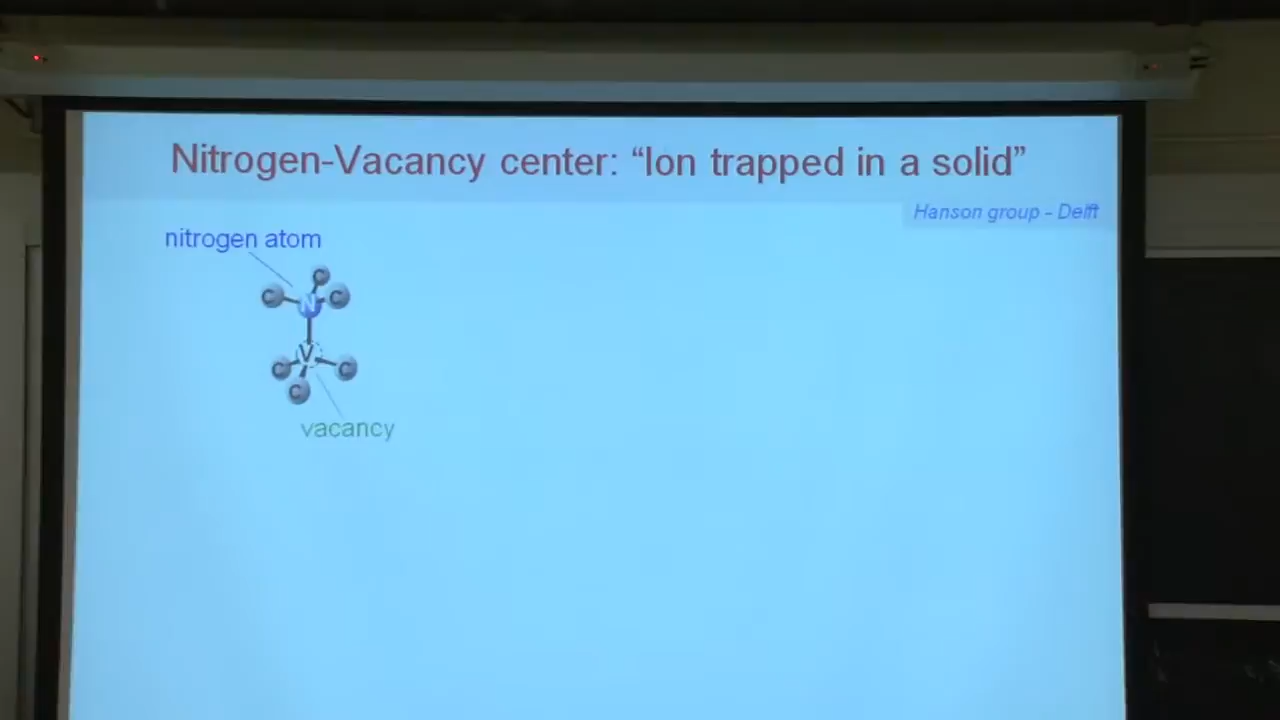 Nitrogen-Vacancy center: “Ion trapped in a solid”
Hanson group - Delft
nitrogen atom
C
C
N
C
V
C
C
C
vacancy